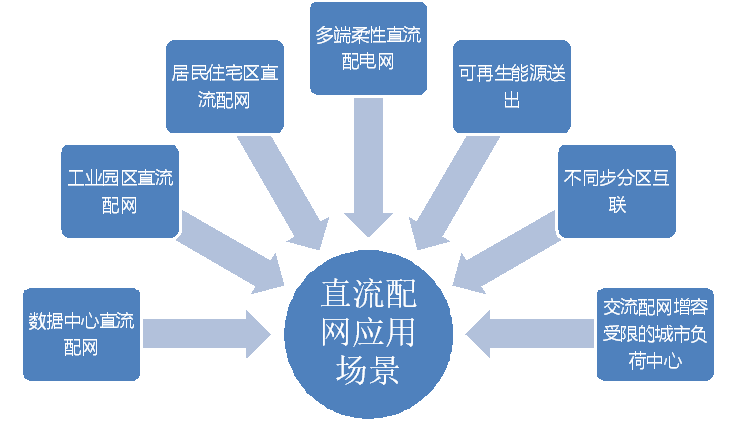 多端柔性直流
配电网
居民住宅区直
流配网
可再生能源送
出
工业园区直流
配网
不同步分区互
联
数据中心直流
配网
直流配
网应用
场景
交流配网增容
受限的城市负
荷中心